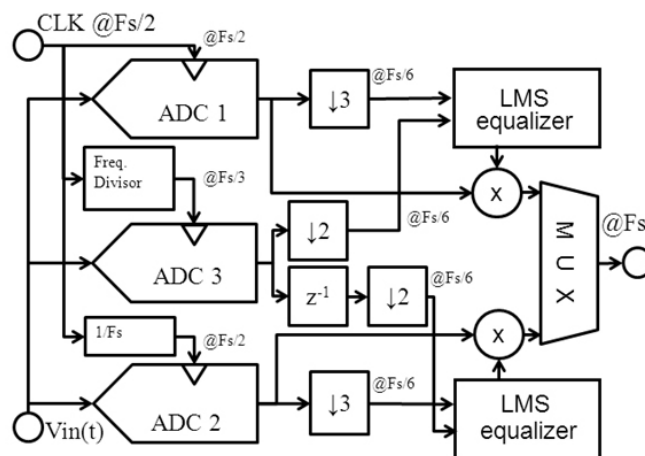 CLK @Fs/2
@Fs/2
ADC 1
↓3
@Fs/6
LMS
equalizer
Freq.
Divisor
@Fs/3
x
ADC 3
↓2
@Fs/6
z⁻¹
↓2
@Fs/6
MUX
@Fs
1/Fs
@Fs/2
x
ADC 2
↓3
@Fs/6
LMS
equalizer
Vin(t)